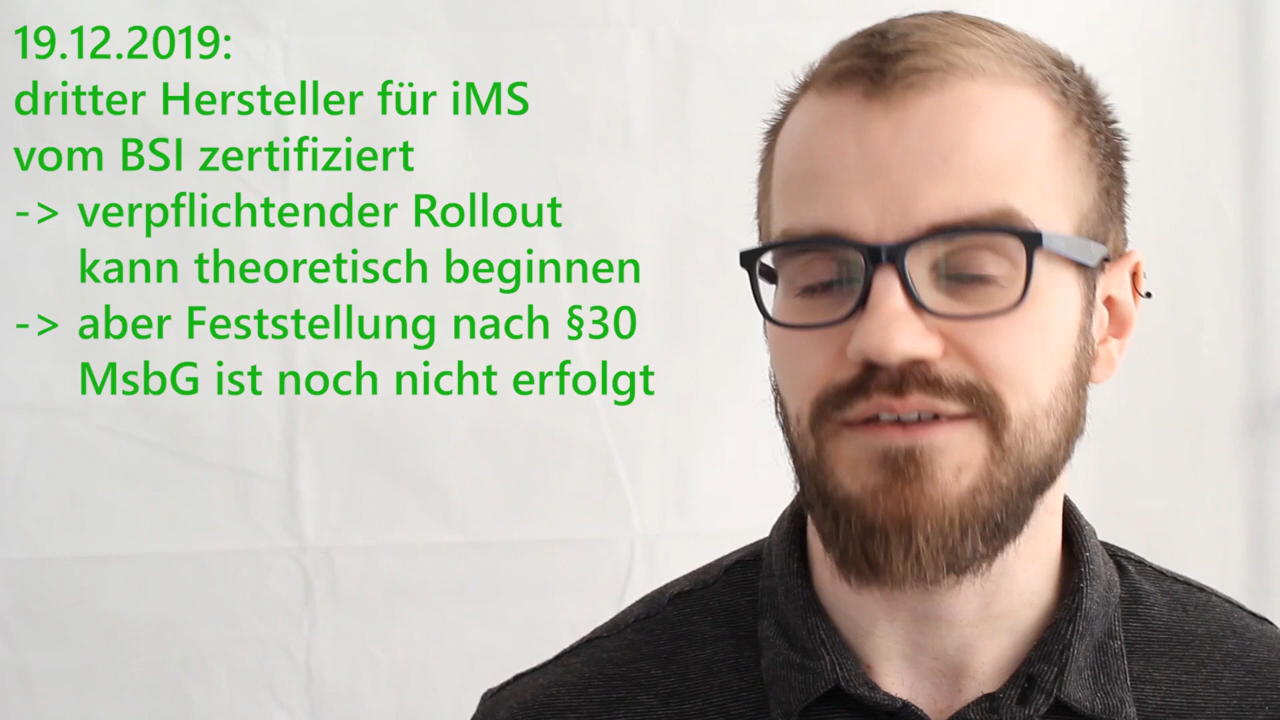 19.12.2019:
dritter Hersteller für iMS
vom BSI zertifiziert
-> verpflichtender Rollout
kann theoretisch beginnen
-> aber Feststellung nach §30
MsbG ist noch nicht erfolgt